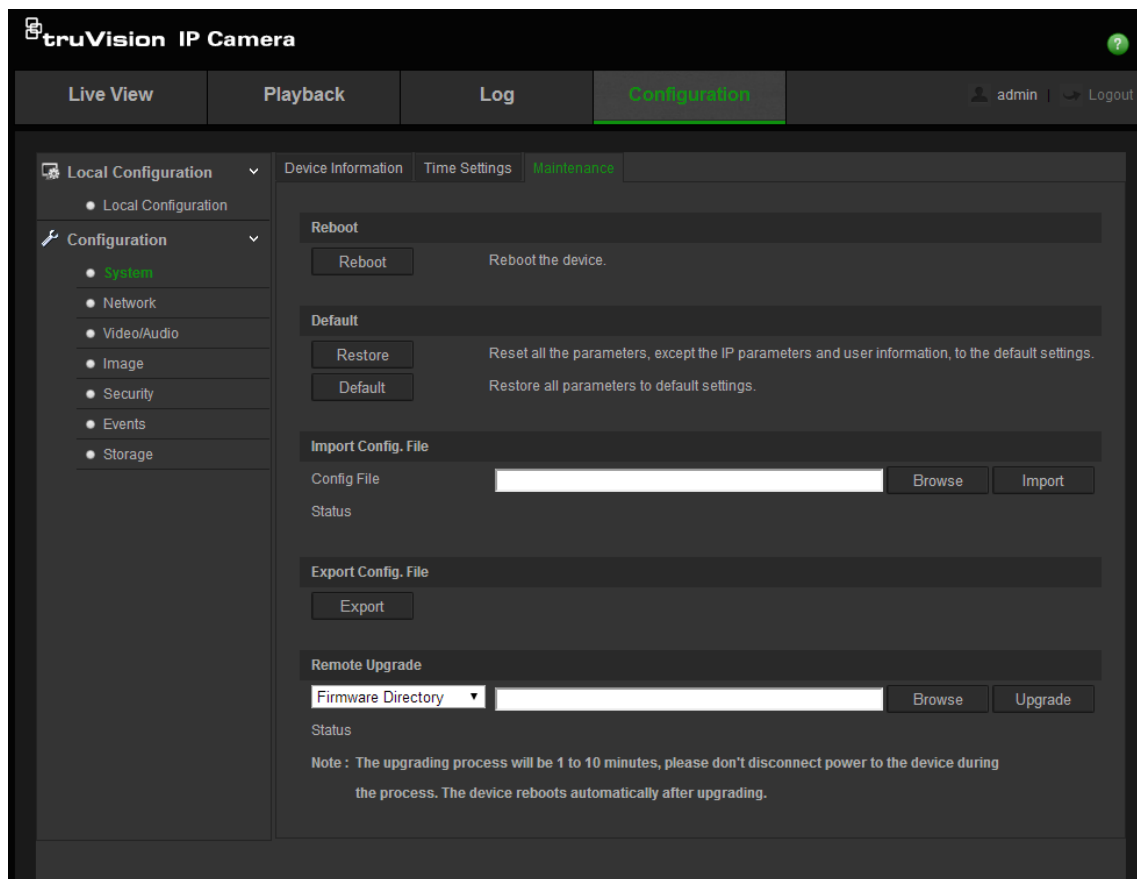 truVision IP Camera
?
Live View Playback Log Configuration admin | Logout
Local Configuration
Local Configuration
Configuration
System
Network
Video/Audio
Image
Security
Events
Storage
Device Information Time Settings Maintenance
Reboot
Reboot Reboot the device.
Default
Restore Reset all the parameters, except the IP parameters and user information, to the default settings.
Default Restore all parameters to default settings.
Import Config. File
Config File Browse Import
Status
Export Config. File
Export
Remote Upgrade
Firmware Directory Browse Upgrade
Status
Note : The upgrading process will be 1 to 10 minutes, please don't disconnect power to the device during
the process. The device reboots automatically after upgrading.